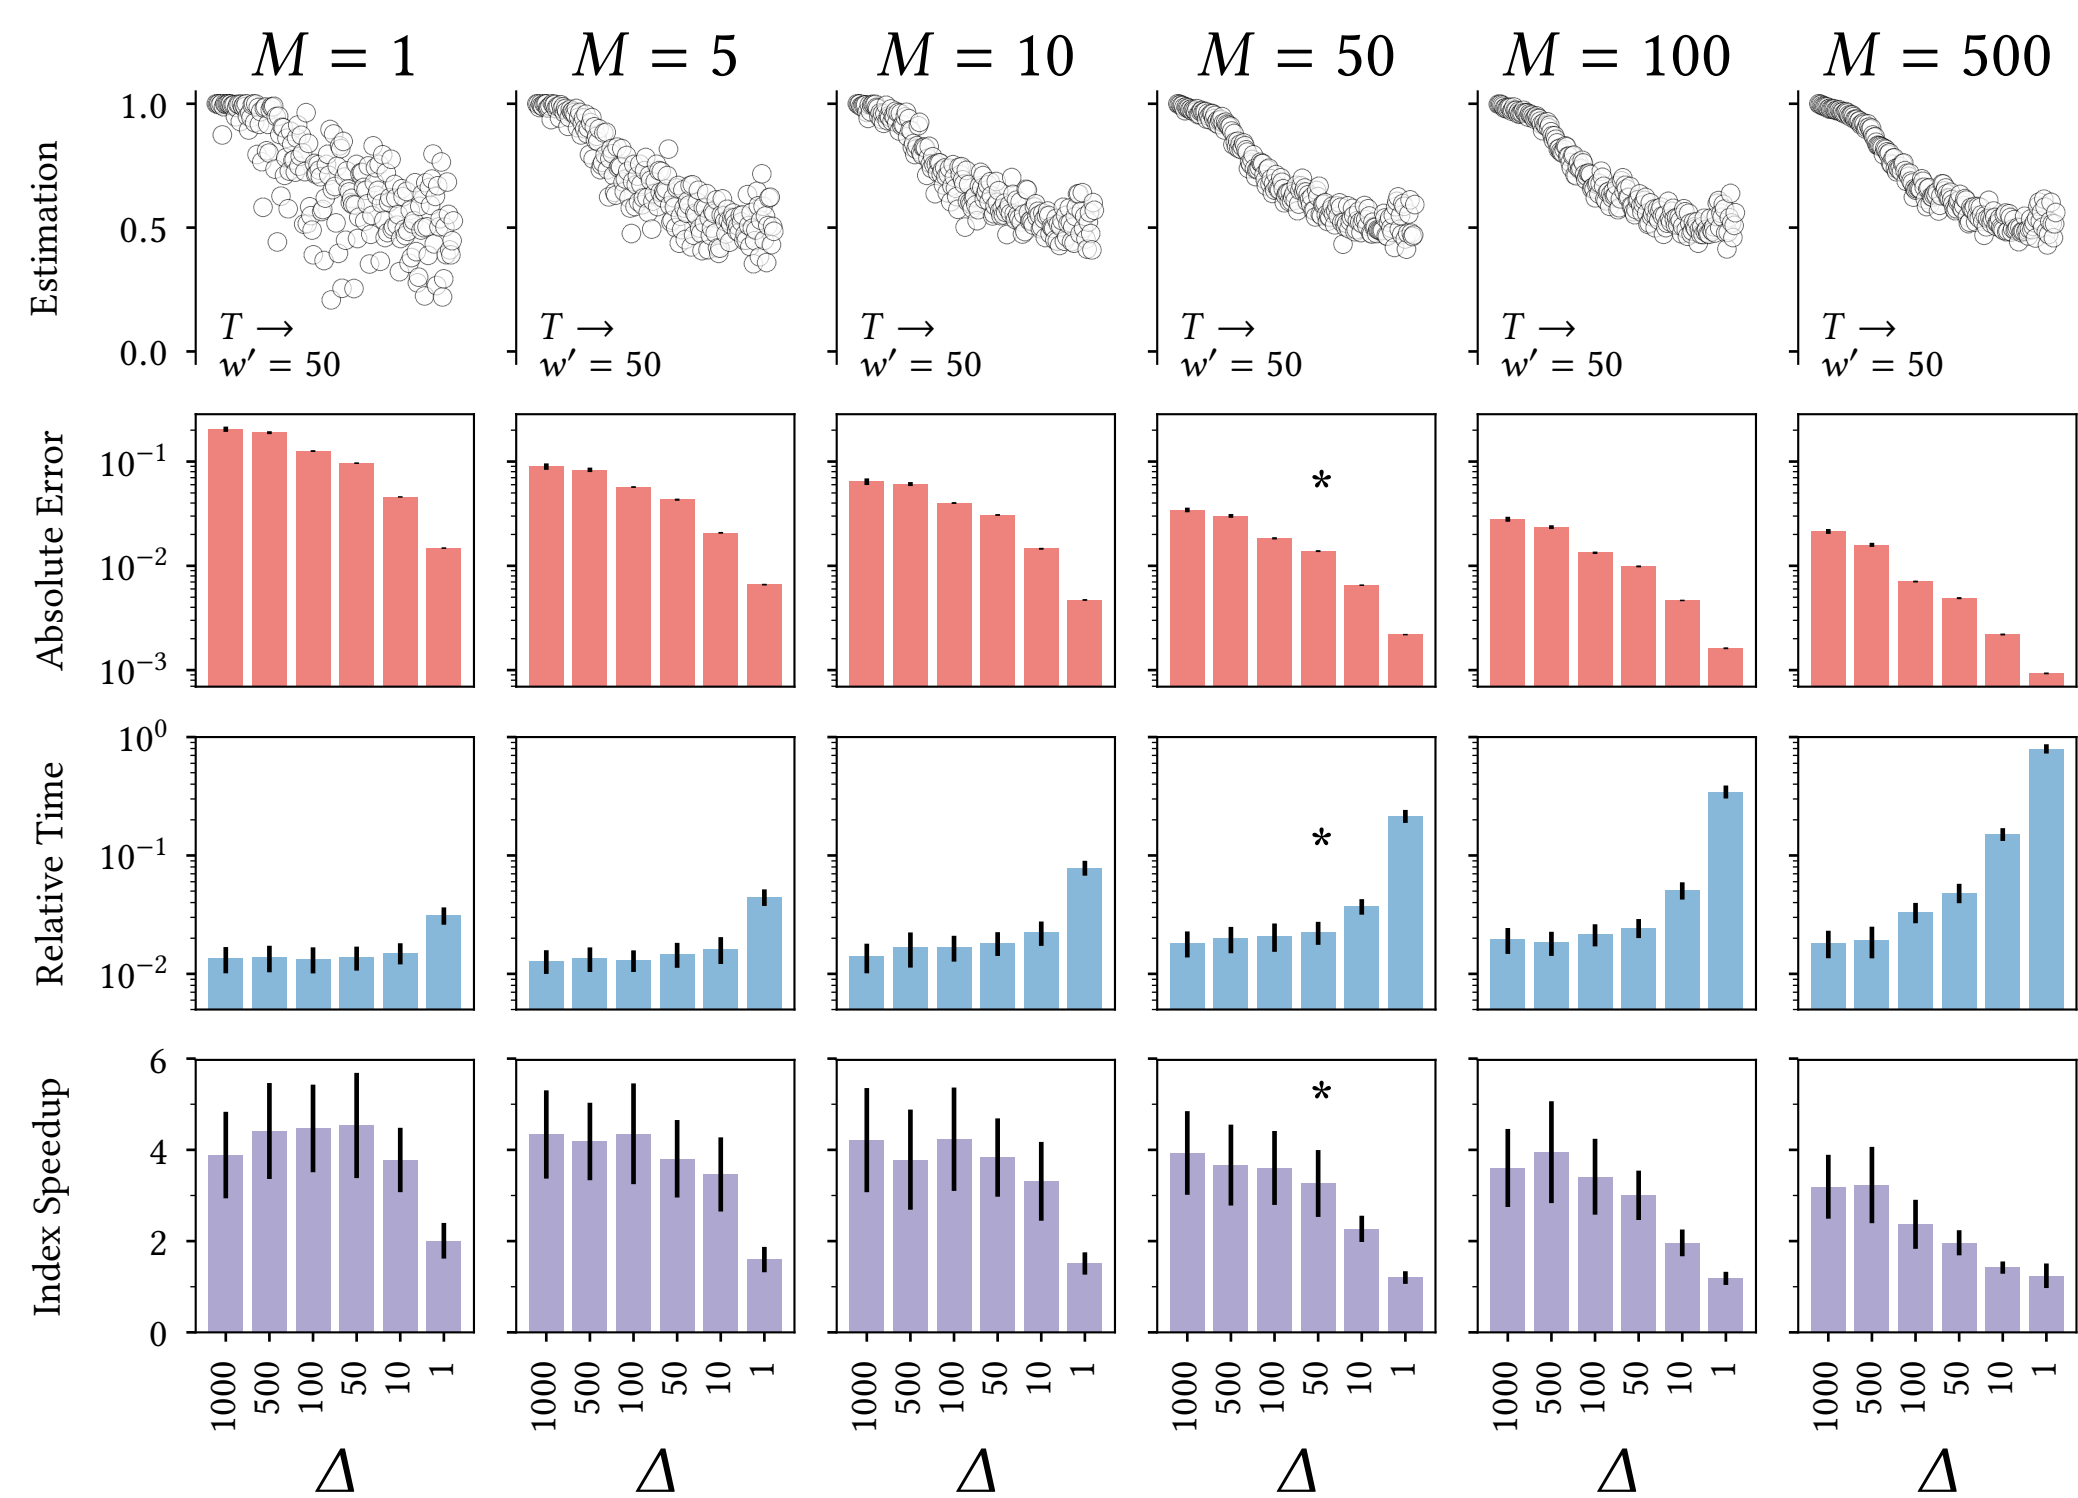 M = 1 M = 5 M = 10 M = 50 M = 100 M = 500
Estimation
1.0
0.5
0.0
T → T → T → T → T → T →
w′ = 50 w′ = 50 w′ = 50 w′ = 50 w′ = 50 w′ = 50
Absolute Error
10⁻¹
10⁻²
10⁻³
*
Relative Time
10⁰
10⁻¹
10⁻²
*
Index Speedup
6
4
2
0
*
1000 500 100 50 10 1 1000 500 100 50 10 1 1000 500 100 50 10 1 1000 500 100 50 10 1 1000 500 100 50 10 1 1000 500 100 50 10 1
Δ Δ Δ Δ Δ Δ